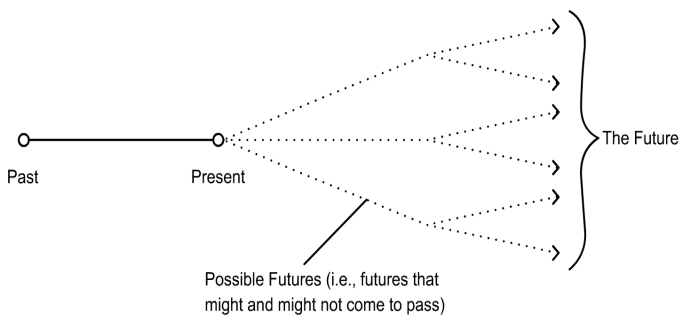 The Future
Past
Present
Possible Futures (i.e., futures that
might and might not come to pass)